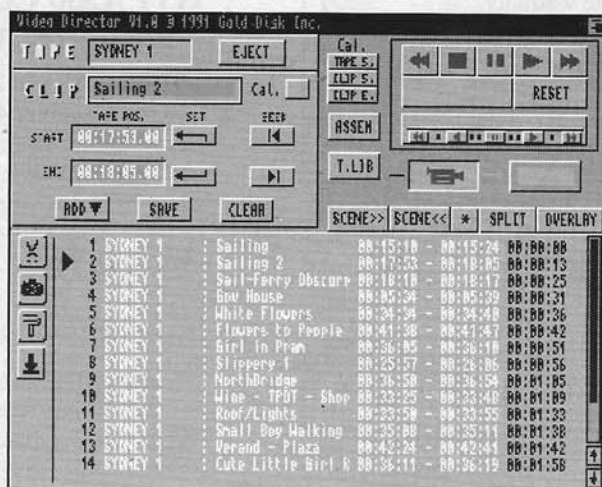 Video Director V1.0 © 1991 Gold Disk Inc.
TAPE SYDNEY 1 EJECT
CLIP Sailing 2 Cal.
TAPE POS. SET SEEK
START 00:17:53.00
END 00:18:05.00
ADD SAVE CLEAR
Cal.
TAPE S.
CLIP S.
CLIP E.
ASSEM
T.LIB
RESET
SCENE>> SCENE<< * SPLIT OVERLAY
1 SYDNEY 1 : Sailing 00:15:10 - 00:15:24 00:00:00
2 SYDNEY 1 : Sailing 2 00:17:53 - 00:18:05 00:00:13
3 SYDNEY 1 : Sail-Ferry Obscure 00:18:10 - 00:18:17 00:00:25
4 SYDNEY 1 : Gov House 00:05:34 - 00:05:39 00:00:31
5 SYDNEY 1 : White Flowers 00:34:34 - 00:34:40 00:00:36
6 SYDNEY 1 : Flowers to People 00:41:38 - 00:41:47 00:00:42
7 SYDNEY 1 : Girl in Pram 00:36:05 - 00:36:10 00:00:51
8 SYDNEY 1 : Slippery 1 00:25:57 - 00:26:06 00:00:56
9 SYDNEY 1 : NorthBridge 00:36:50 - 00:36:54 00:01:05
10 SYDNEY 1 : Wine - TPDT - Shop 00:33:25 - 00:33:48 00:01:09
11 SYDNEY 1 : Roof/Lights 00:23:50 - 00:23:55 00:01:33
12 SYDNEY 1 : Small Boy Walking 00:35:08 - 00:35:11 00:01:38
13 SYDNEY 1 : Verand - Plaza 00:42:24 - 00:42:41 00:01:42
14 SYDNEY 1 : Cute Little Girl R 00:36:11 - 00:36:19 00:01:58